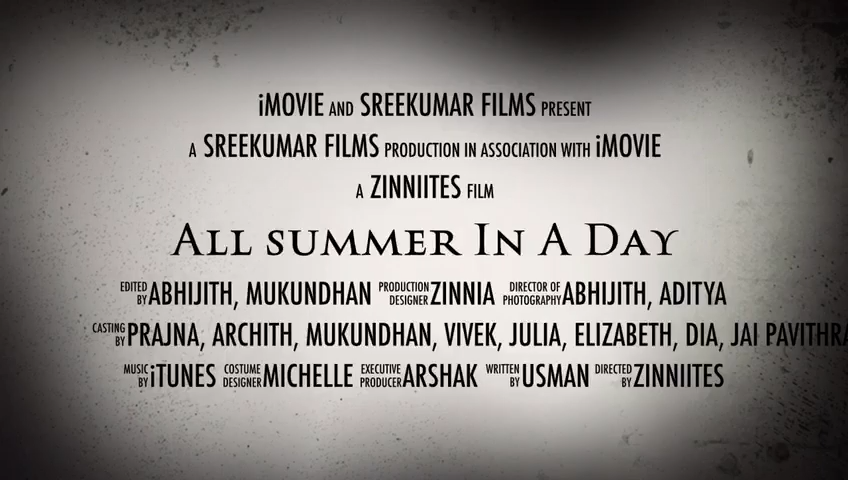 iMOVIE AND SREEKUMAR FILMS PRESENT
A SREEKUMAR FILMS PRODUCTION IN ASSOCIATION WITH iMOVIE
A ZINNIITES FILM
ALL SUMMER IN A DAY
EDITED BY ABHIJITH, MUKUNDHAN PRODUCTION DESIGNER ZINNIA DIRECTOR OF PHOTOGRAPHY ABHIJITH, ADITYA
CASTING BY PRAJNA, ARCHITH, MUKUNDHAN, VIVEK, JULIA, ELIZABETH, DIA, JAI PAVITHRA
MUSIC BY iTUNES COSTUME DESIGNER MICHELLE EXECUTIVE PRODUCER ARSHAK WRITTEN BY USMAN DIRECTED BY ZINNIITES